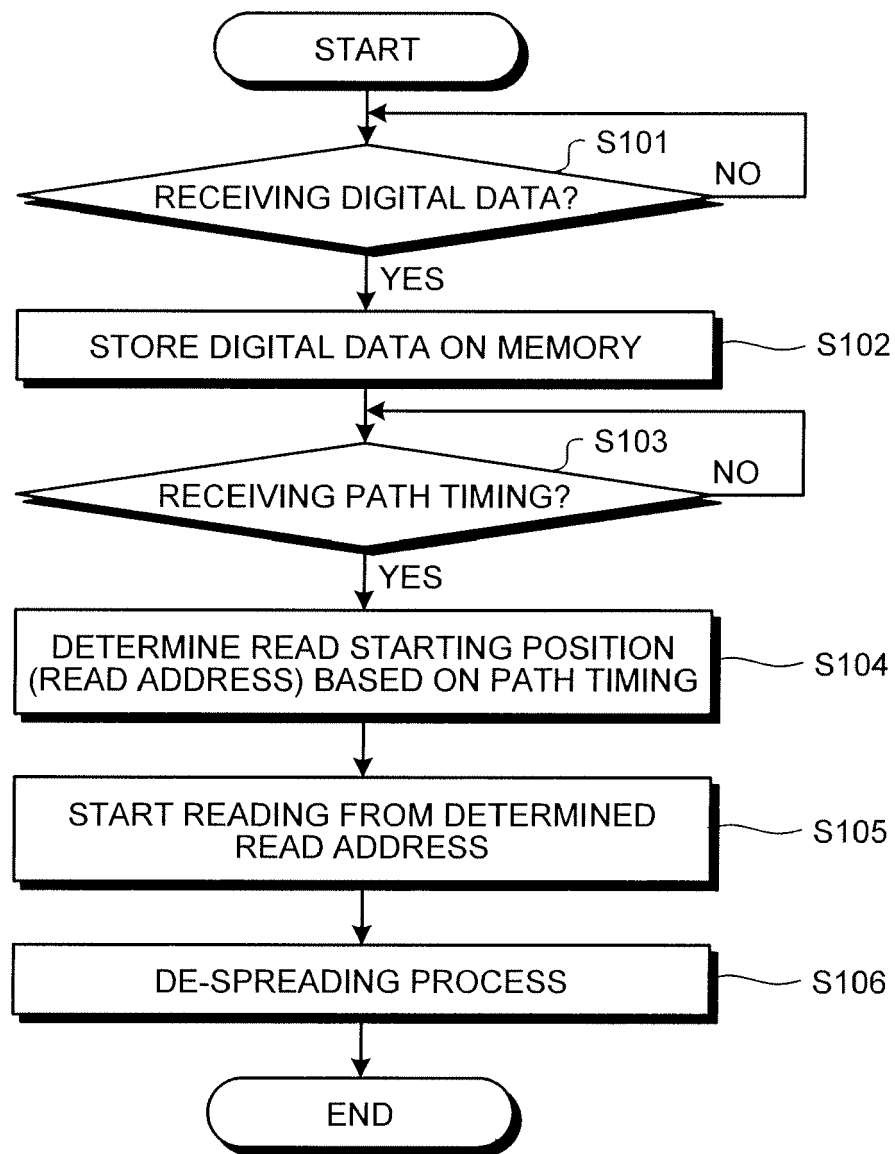 START
S101
RECEIVING DIGITAL DATA?
NO
YES
STORE DIGITAL DATA ON MEMORY
S102
S103
RECEIVING PATH TIMING?
NO
YES
DETERMINE READ STARTING POSITION
(READ ADDRESS) BASED ON PATH TIMING
S104
START READING FROM DETERMINED
READ ADDRESS
S105
DE-SPREADING PROCESS
S106
END